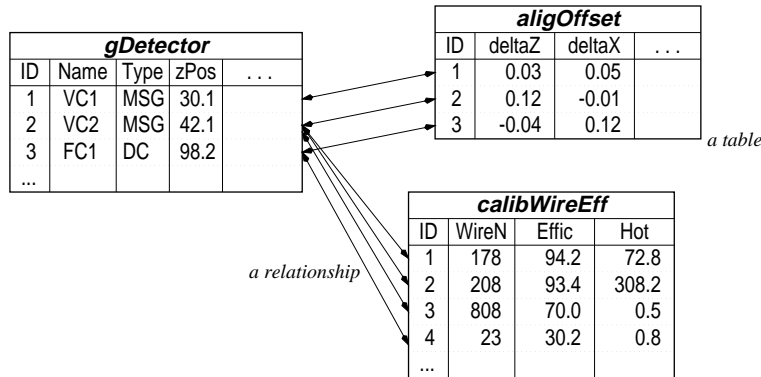 gDetector
ID Name Type zPos . . .
1 VC1 MSG 30.1
2 VC2 MSG 42.1
3 FC1 DC 98.2
...
aligOffset
ID deltaZ deltaX . . .
1 0.03 0.05
2 0.12 -0.01
3 -0.04 0.12
a table
a relationship
calibWireEff
ID WireN Effic Hot
1 178 94.2 72.8
2 208 93.4 308.2
3 808 70.0 0.5
4 23 30.2 0.8
...